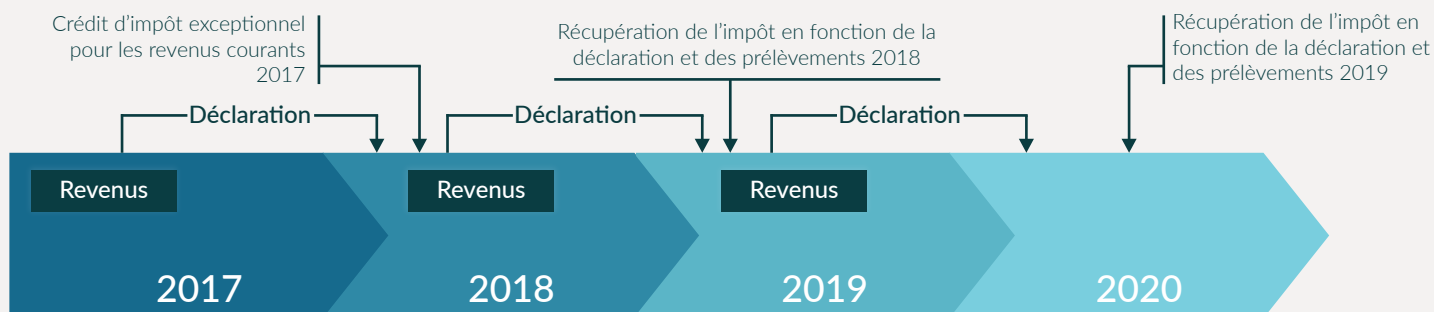 Crédit d’impôt exceptionnel
pour les revenus courants
2017
Récupération de l’impôt en fonction de la
déclaration et des prélèvements 2018
Récupération de l’impôt en
fonction de la déclaration et
des prélèvements 2019
Déclaration
Déclaration
Déclaration
Revenus
Revenus
Revenus
2017
2018
2019
2020